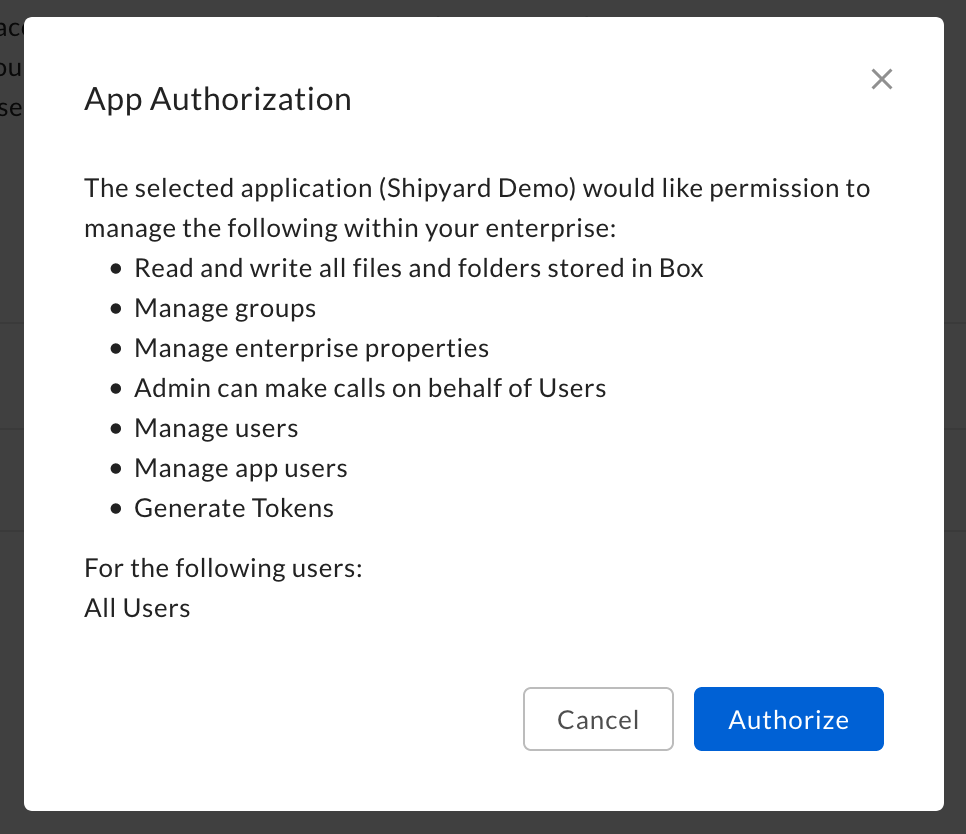 App Authorization
The selected application (Shipyard Demo) would like permission to
manage the following within your enterprise:
• Read and write all files and folders stored in Box
• Manage groups
• Manage enterprise properties
• Admin can make calls on behalf of Users
• Manage users
• Manage app users
• Generate Tokens
For the following users:
All Users
Cancel
Authorize